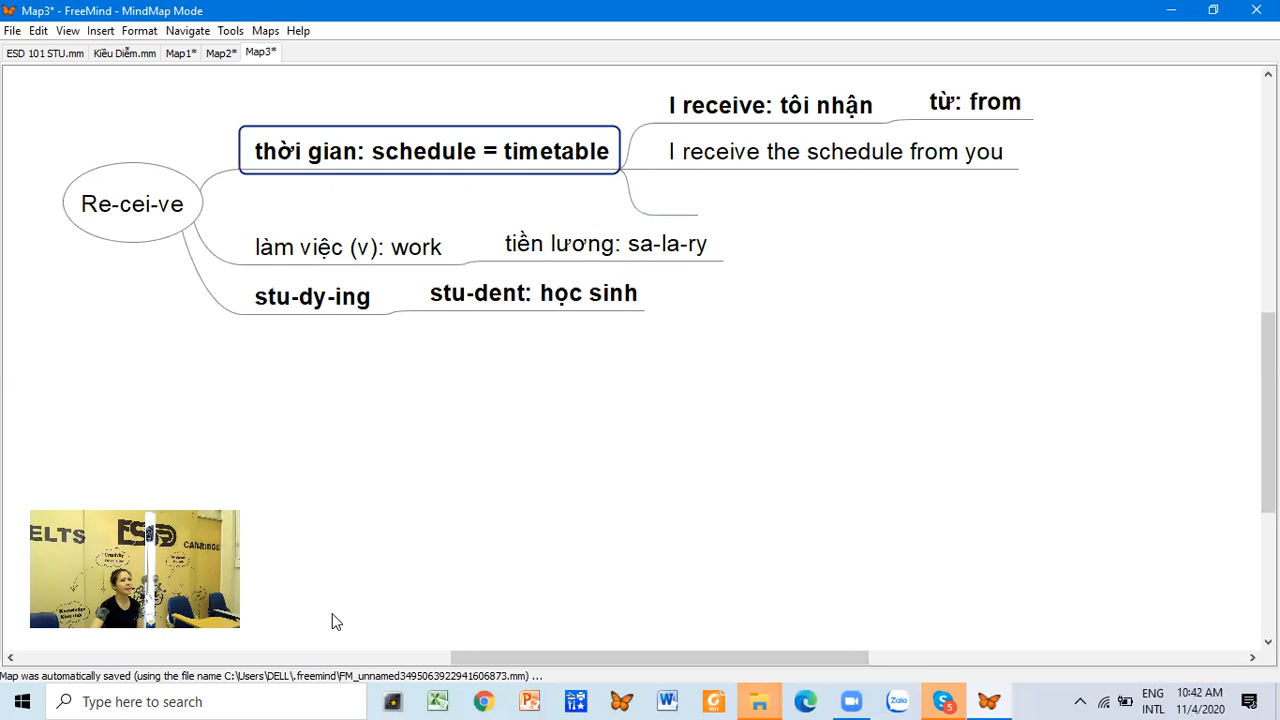 Map3* - FreeMind - MindMap Mode
File Edit View Insert Format Navigate Tools Maps Help
ESD 101 STU.mm Kiều Diễm.mm Map1* Map2* Map3*
I receive: tôi nhận từ: from
thời gian: schedule = timetable I receive the schedule from you
Re-cei-ve
làm việc (v): work tiền lương: sa-la-ry
stu-dy-ing stu-dent: học sinh
ELTS ESD
Map was automatically saved (using the file name C:\Users\DELL\.freemind\FM_unnamed3495063922941606873.mm) ...
Type here to search
Zalo
5
ENG 10:42 AM
INTL 11/4/2020